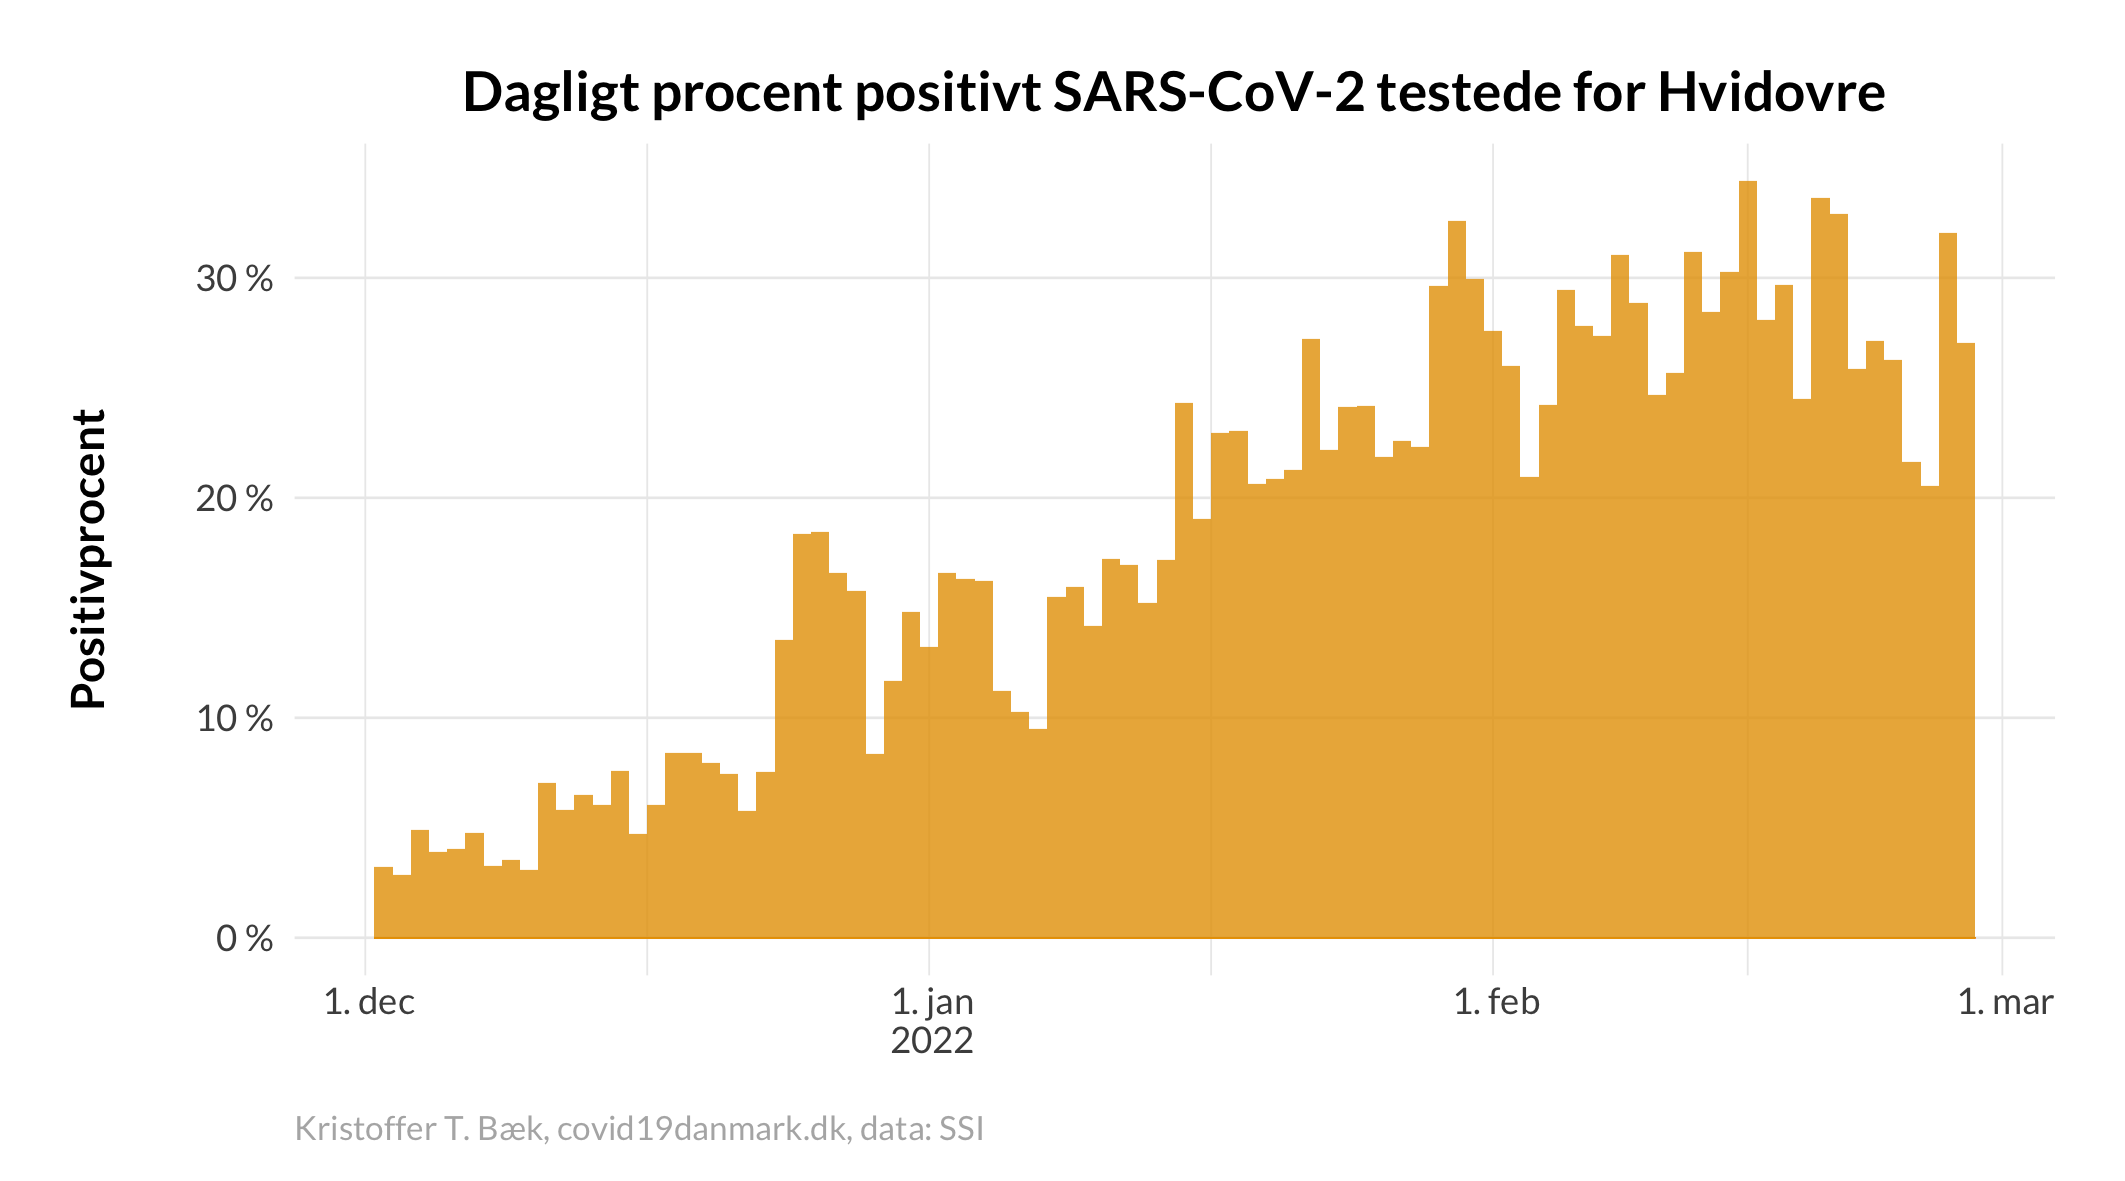 Dagligt procent positivt SARS-CoV-2 testede for Hvidovre
Positivprocent
30 %
20 %
10 %
0 %
1. dec
1. jan
2022
1. feb
1. mar
Kristoffer T. Bæk, covid19danmark.dk, data: SSI